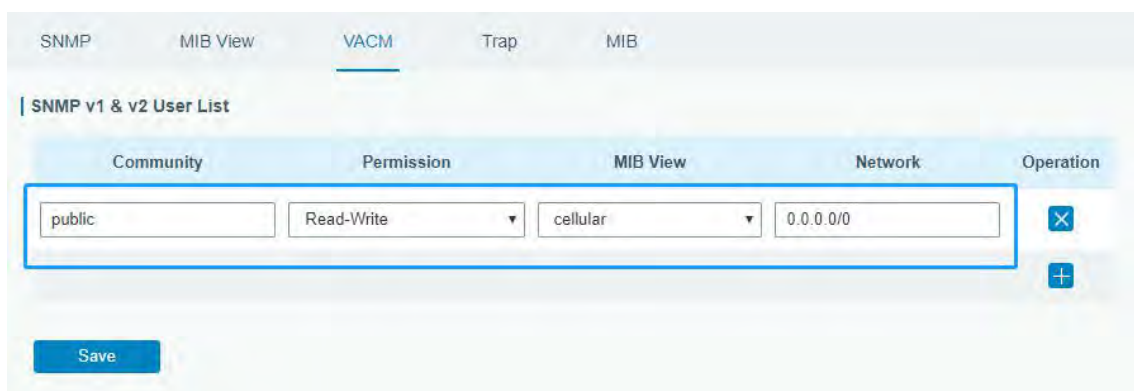 SNMP MIB View VACM Trap MIB
SNMP v1 & v2 User List
Community Permission MIB View Network Operation
public Read-Write cellular 0.0.0.0/0
Save